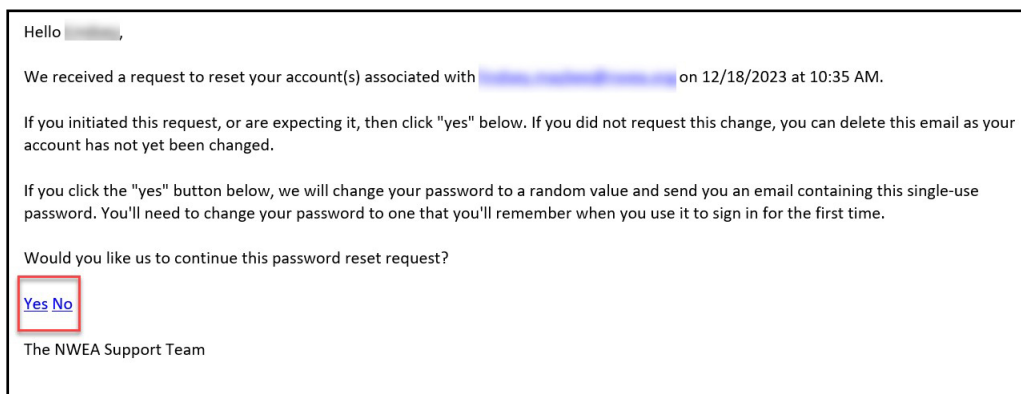 Hello ,
We received a request to reset your account(s) associated with on 12/18/2023 at 10:35 AM.
If you initiated this request, or are expecting it, then click "yes" below. If you did not request this change, you can delete this email as your
account has not yet been changed.
If you click the "yes" button below, we will change your password to a random value and send you an email containing this single-use
password. You'll need to change your password to one that you'll remember when you use it to sign in for the first time.
Would you like us to continue this password reset request?
Yes No
The NWEA Support Team